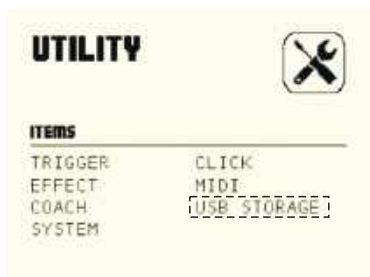 UTILITY
ITEMS
TRIGGER CLICK
EFFECT MIDI
COACH USB STORAGE
SYSTEM